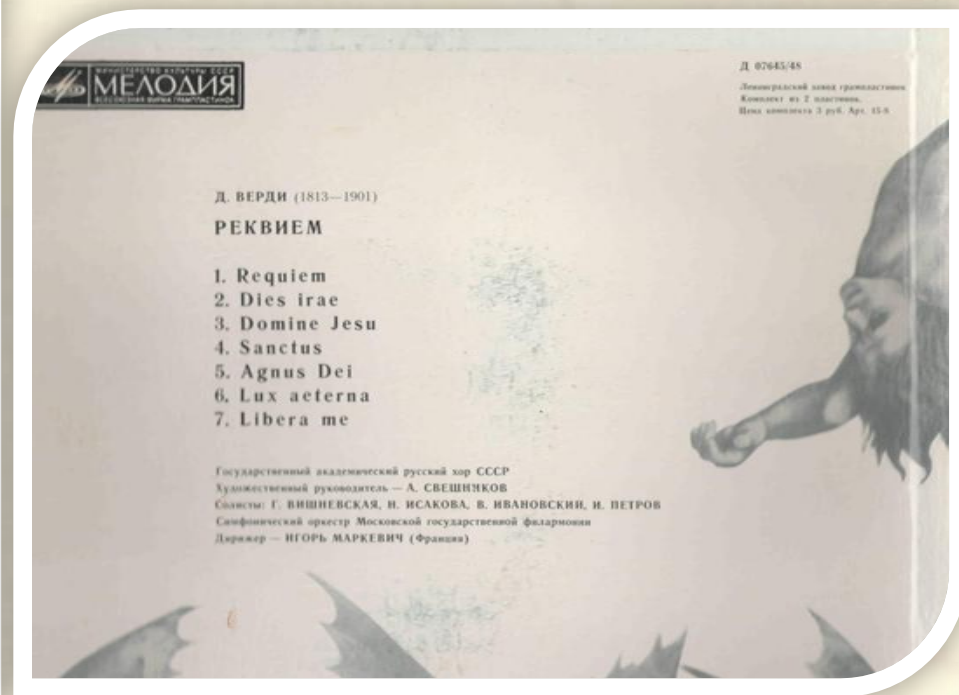 МИНИСТЕРСТВО КУЛЬТУРЫ СССР
МЕЛОДИЯ
ВСЕСОЮЗНАЯ ФИРМА ГРАМПЛАСТИНОК
Д 07645/48
Ленинградский завод грампластинок
Комплект из 2 пластинок.
Цена комплекта 3 руб. Арт. 45-8
Д. ВЕРДИ (1813—1901)
РЕКВИЕМ
1. Requiem
2. Dies irae
3. Domine Jesu
4. Sanctus
5. Agnus Dei
6. Lux aeterna
7. Libera me
Государственный академический русский хор СССР
Художественный руководитель — А. СВЕШНИКОВ
Солисты: Г. ВИШНЕВСКАЯ, Н. ИСАКОВА, В. ИВАНОВСКИЙ, И. ПЕТРОВ
Симфонический оркестр Московской государственной филармонии
Дирижер — ИГОРЬ МАРКЕВИЧ (Франция)